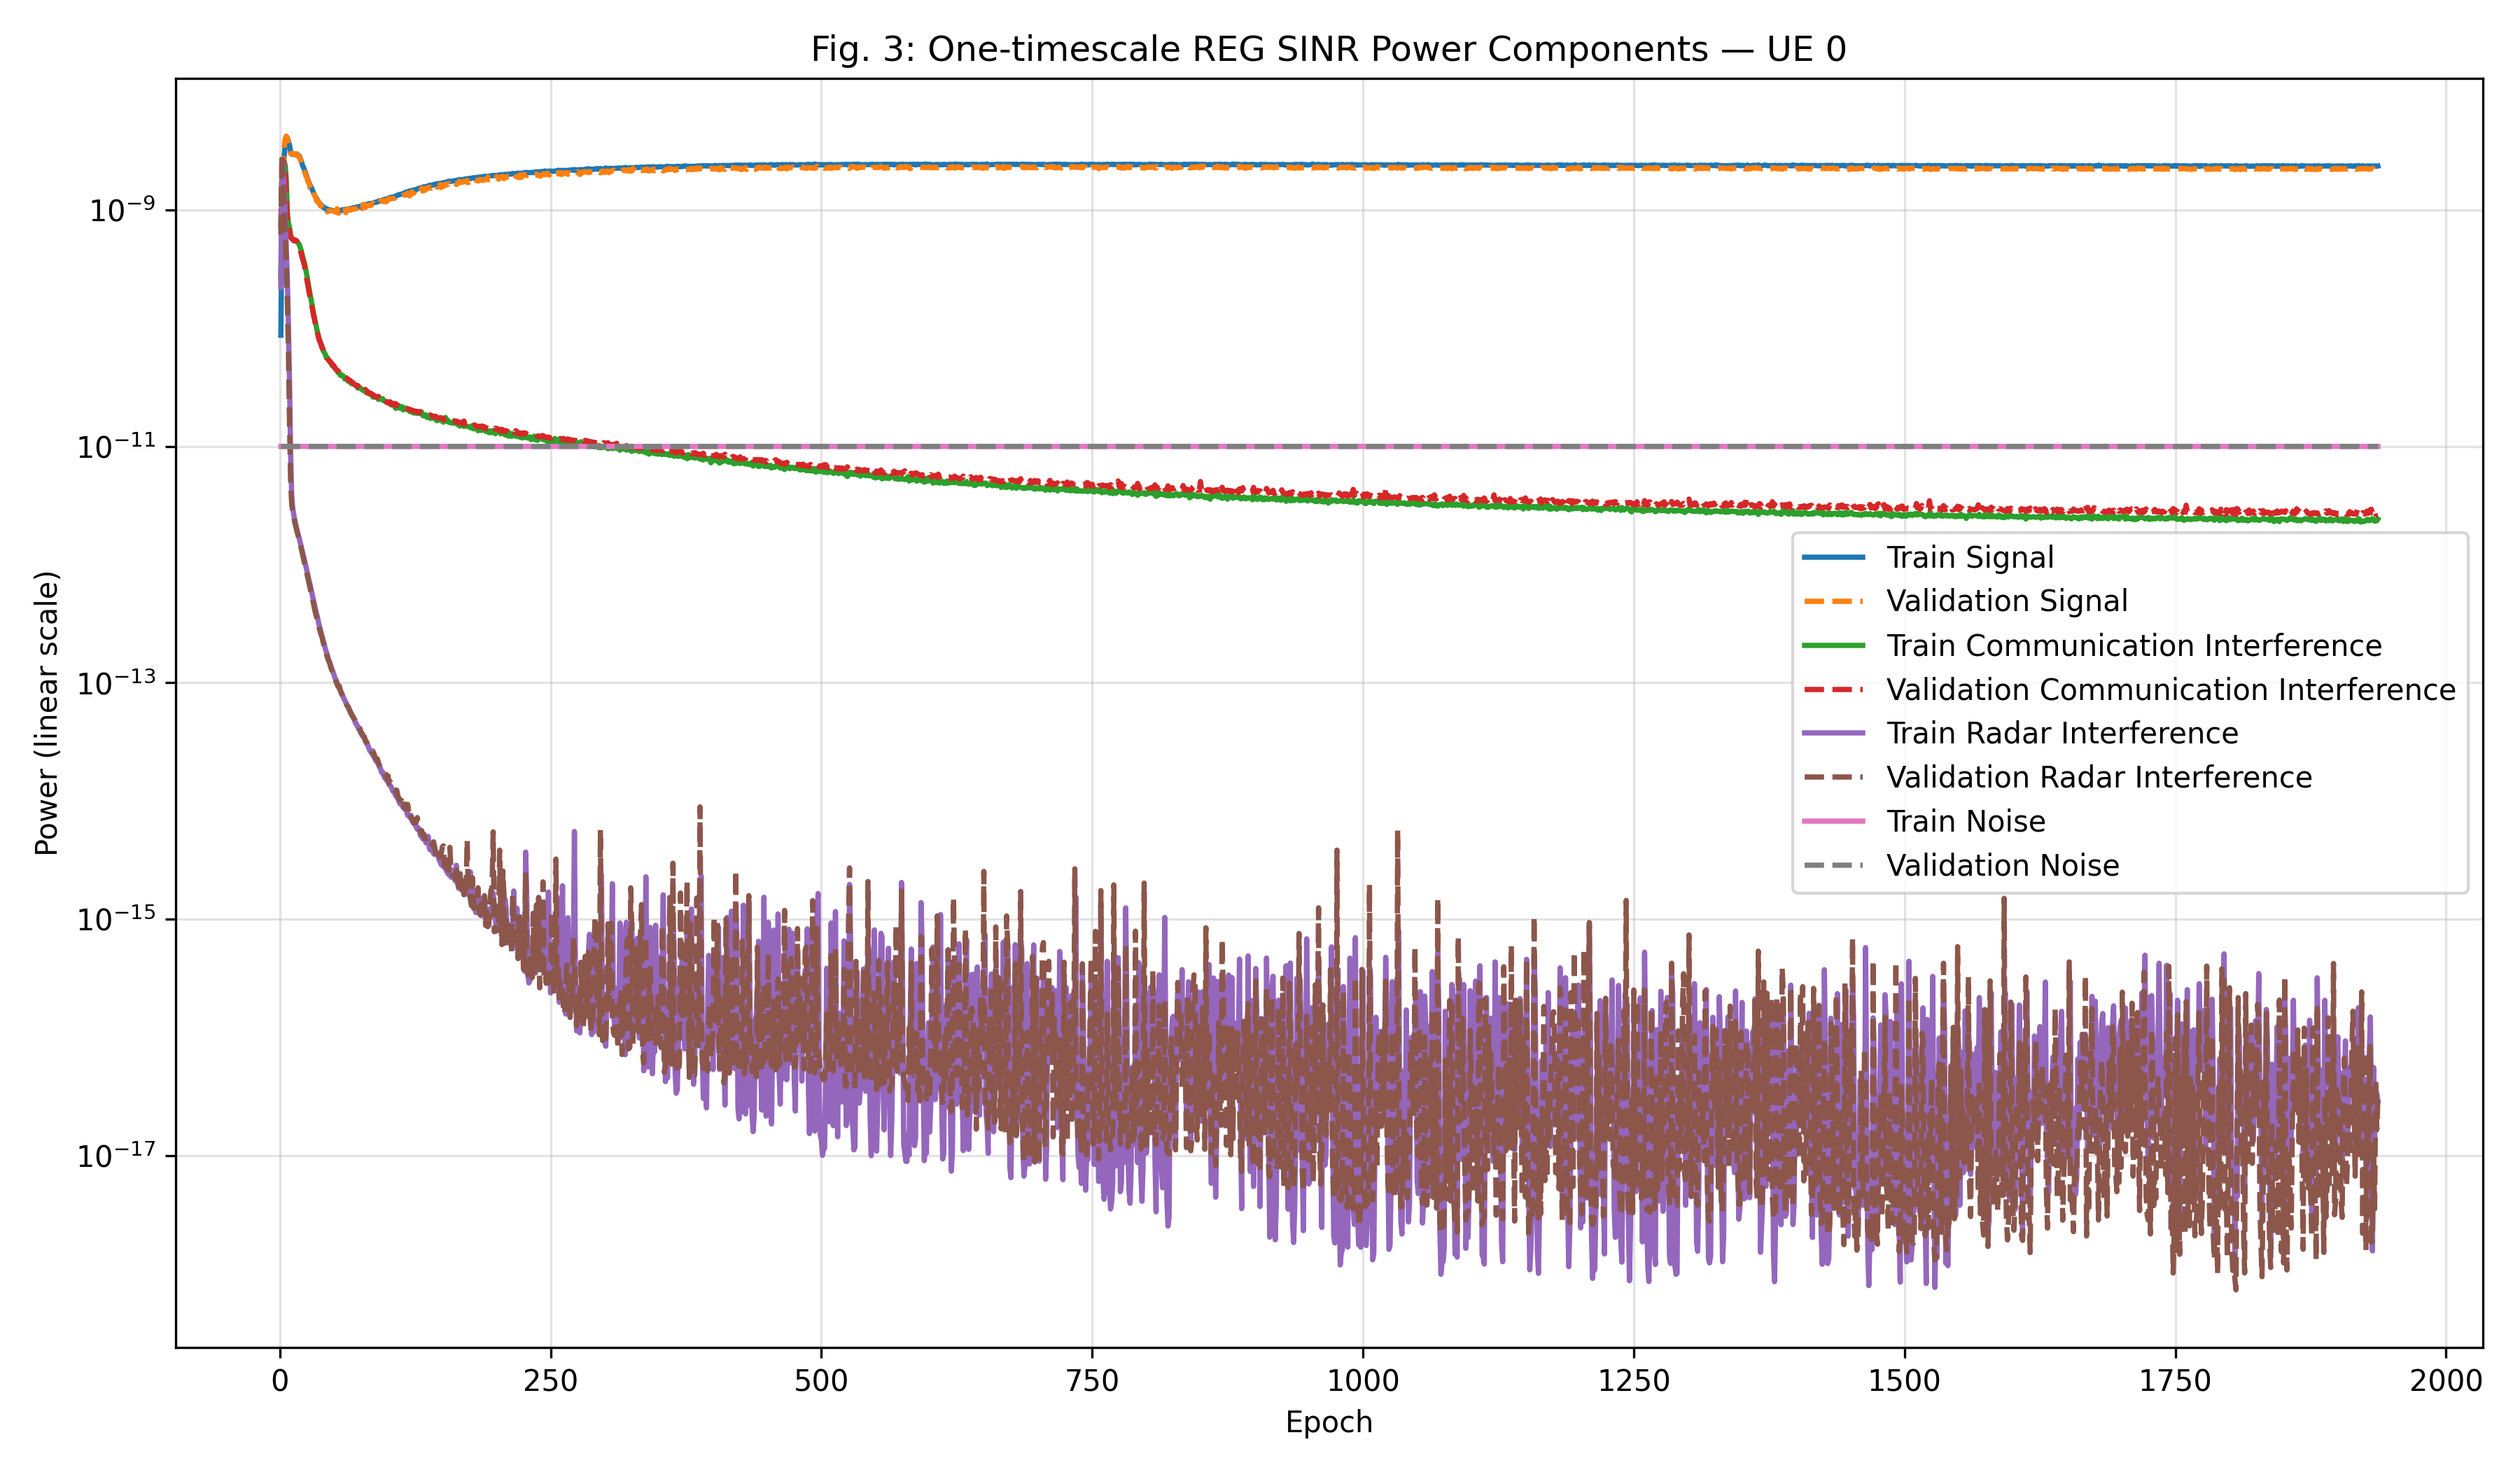 Fig. 3: One-timescale REG SINR Power Components — UE 0
Power (linear scale)
10⁻⁹
10⁻¹¹
10⁻¹³
10⁻¹⁵
10⁻¹⁷
Train Signal
Validation Signal
Train Communication Interference
Validation Communication Interference
Train Radar Interference
Validation Radar Interference
Train Noise
Validation Noise
0 250 500 750 1000 1250 1500 1750 2000
Epoch